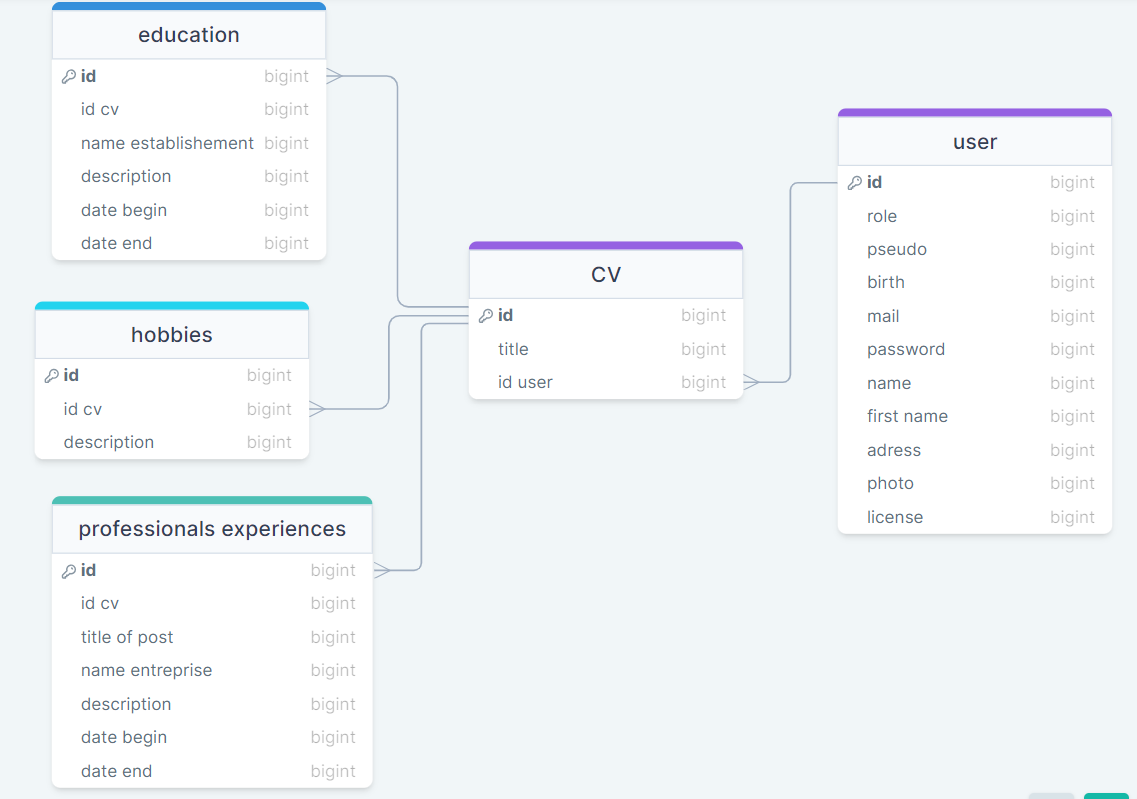 education
id bigint
id cv bigint
name establishement bigint
description bigint
date begin bigint
date end bigint
hobbies
id bigint
id cv bigint
description bigint
professionals experiences
id bigint
id cv bigint
title of post bigint
name entreprise bigint
description bigint
date begin bigint
date end bigint
CV
id bigint
title bigint
id user bigint
user
id bigint
role bigint
pseudo bigint
birth bigint
mail bigint
password bigint
name bigint
first name bigint
adress bigint
photo bigint
license bigint